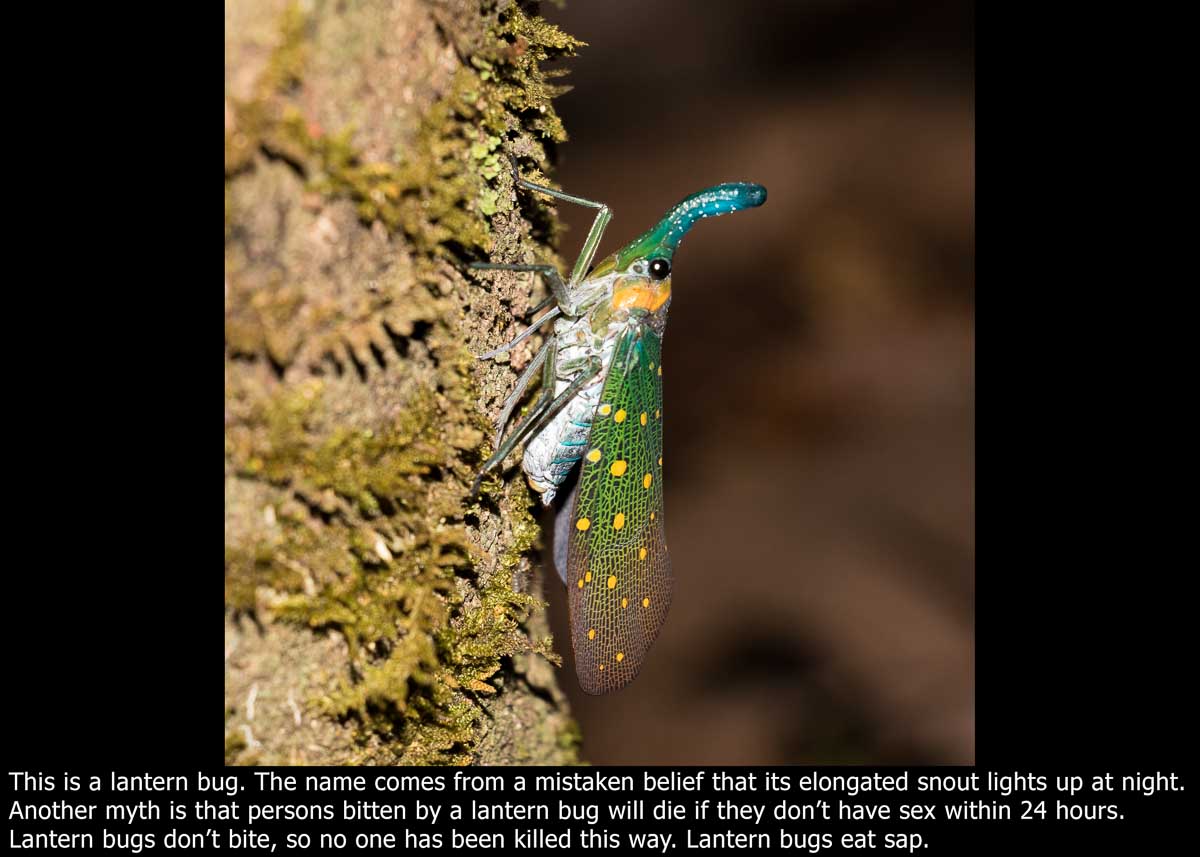 This is a lantern bug. The name comes from a mistaken belief that its elongated snout lights up at night.
Another myth is that persons bitten by a lantern bug will die if they don’t have sex within 24 hours.
Lantern bugs don’t bite, so no one has been killed this way. Lantern bugs eat sap.